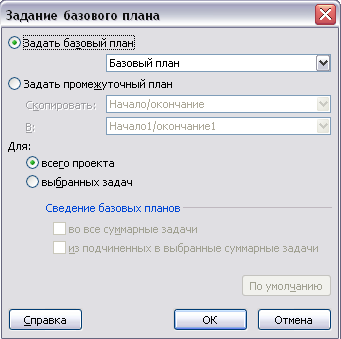 Задание базового плана
Задать базовый план
Базовый план
Задать промежуточный план
Скопировать: Начало/окончание
В: Начало1/окончание1
Для:
всего проекта
выбранных задач
Сведение базовых планов
во все суммарные задачи
из подчиненных в выбранные суммарные задачи
По умолчанию
Справка ОК Отмена